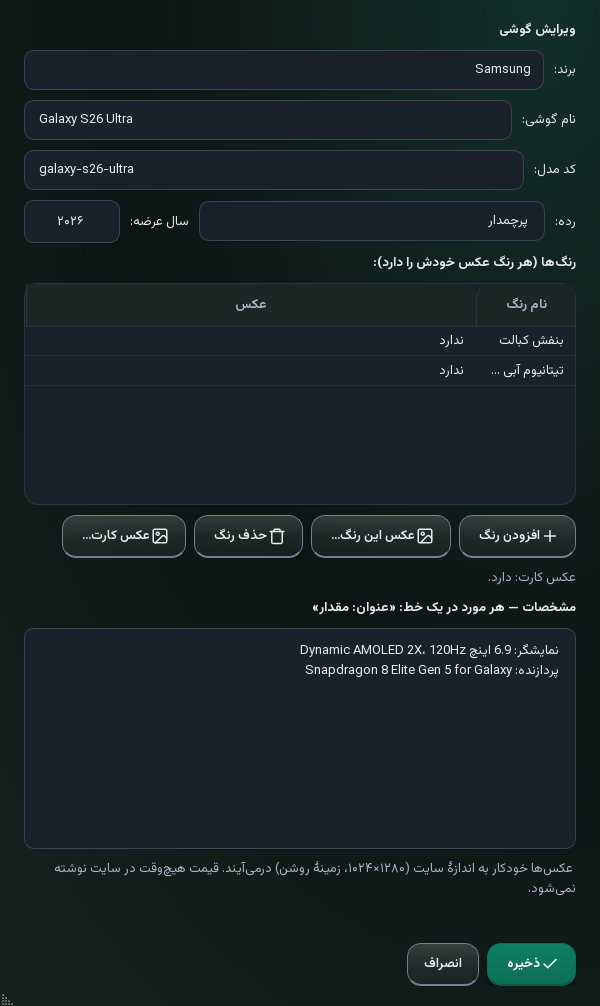 ویرایش گوشی
برند: Samsung
نام گوشی: Galaxy S26 Ultra
کد مدل: galaxy-s26-ultra
رده: پرچمدار سال عرضه: ۲۰۲۶
رنگ‌ها (هر رنگ عکس خودش را دارد):
نام رنگ عکس
بنفش کبالت ندارد
تیتانیوم آبی ... ندارد
افزودن رنگ عکس این رنگ... حذف رنگ عکس کارت...
عکس کارت: دارد.
مشخصات — هر مورد در یک خط: «عنوان: مقدار»
نمایشگر: 6.9 اینچ Dynamic AMOLED 2X، 120Hz
پردازنده: Snapdragon 8 Elite Gen 5 for Galaxy
عکس‌ها خودکار به اندازهٔ سایت (۱۲۸۰×۱۰۲۴، زمینهٔ روشن) درمی‌آیند. قیمت هیچ‌وقت در سایت نوشته
نمی‌شود.
ذخیره انصراف